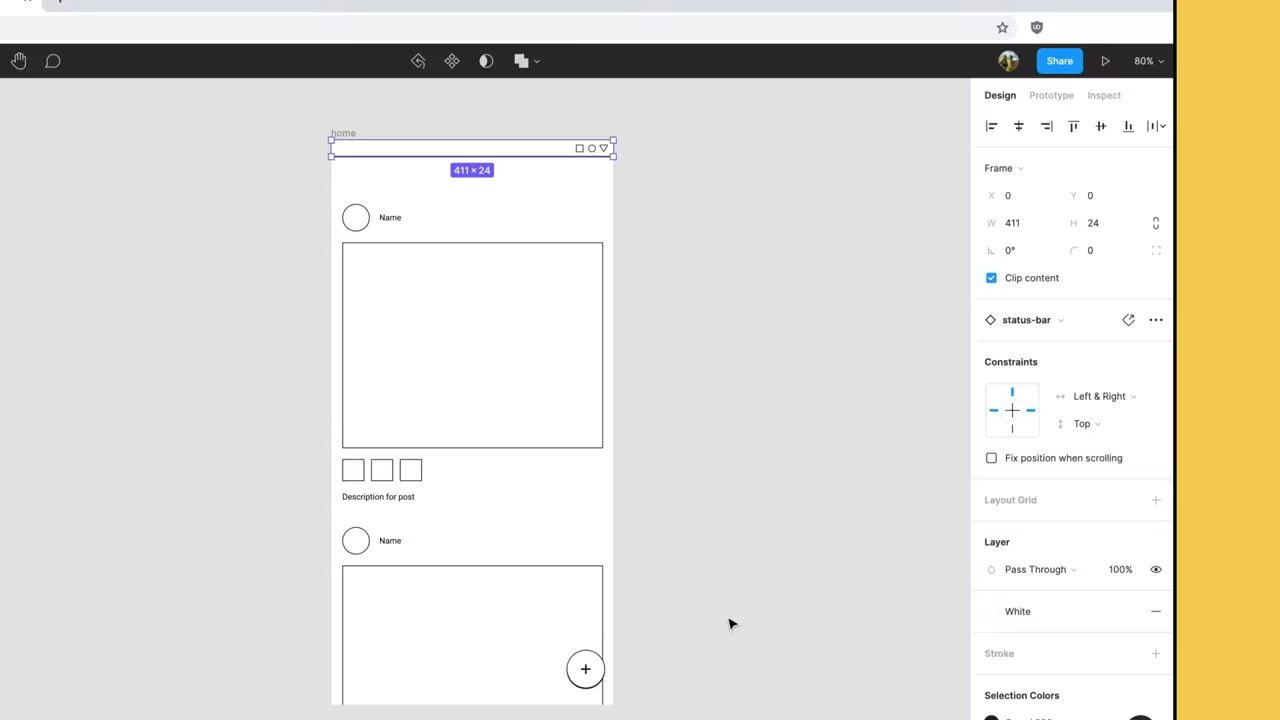 Share
80%
Design Prototype Inspect
home
411 × 24
Frame
X 0 Y 0
W 411 H 24
0° 0
Clip content
Name
status-bar
Constraints
Left & Right
Top
Fix position when scrolling
Description for post
Layout Grid
Name
Layer
Pass Through 100%
White
Stroke
Selection Colors